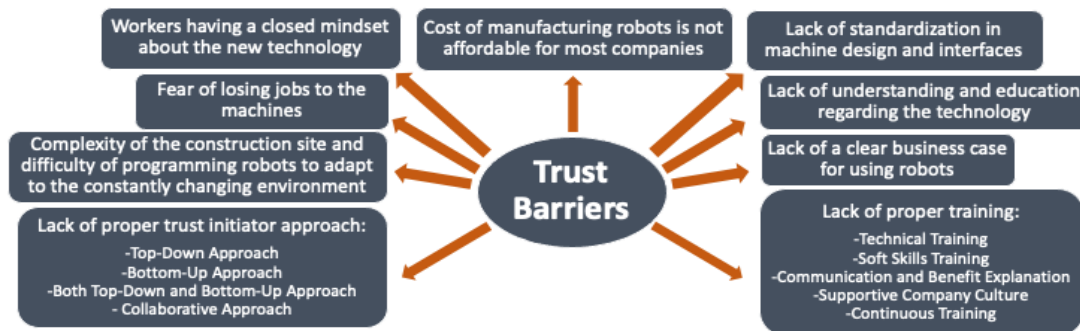 Workers having a closed mindset
about the new technology
Cost of manufacturing robots is not
affordable for most companies
Lack of standardization in
machine design and interfaces
Fear of losing jobs to the
machines
Lack of understanding and education
regarding the technology
Complexity of the construction site and
difficulty of programming robots to adapt
to the constantly changing environment
Trust
Barriers
Lack of a clear business case
for using robots
Lack of proper trust initiator approach:
-Top-Down Approach
-Bottom-Up Approach
-Both Top-Down and Bottom-Up Approach
- Collaborative Approach
Lack of proper training:
-Technical Training
-Soft Skills Training
-Communication and Benefit Explanation
-Supportive Company Culture
-Continuous Training